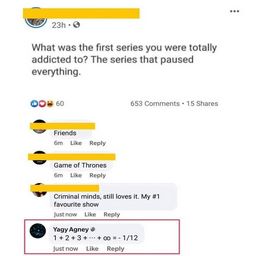 23h
What was the first series you were totally
addicted to? The series that paused
everything.
60
653 Comments • 15 Shares
Friends
6m Like Reply
Game of Thrones
6m Like Reply
Criminal minds, still loves it. My #1
favourite show
Just now Like Reply
Yagy Agney
1 + 2 + 3 + ··· + ∞ = - 1/12
Just now Like Reply